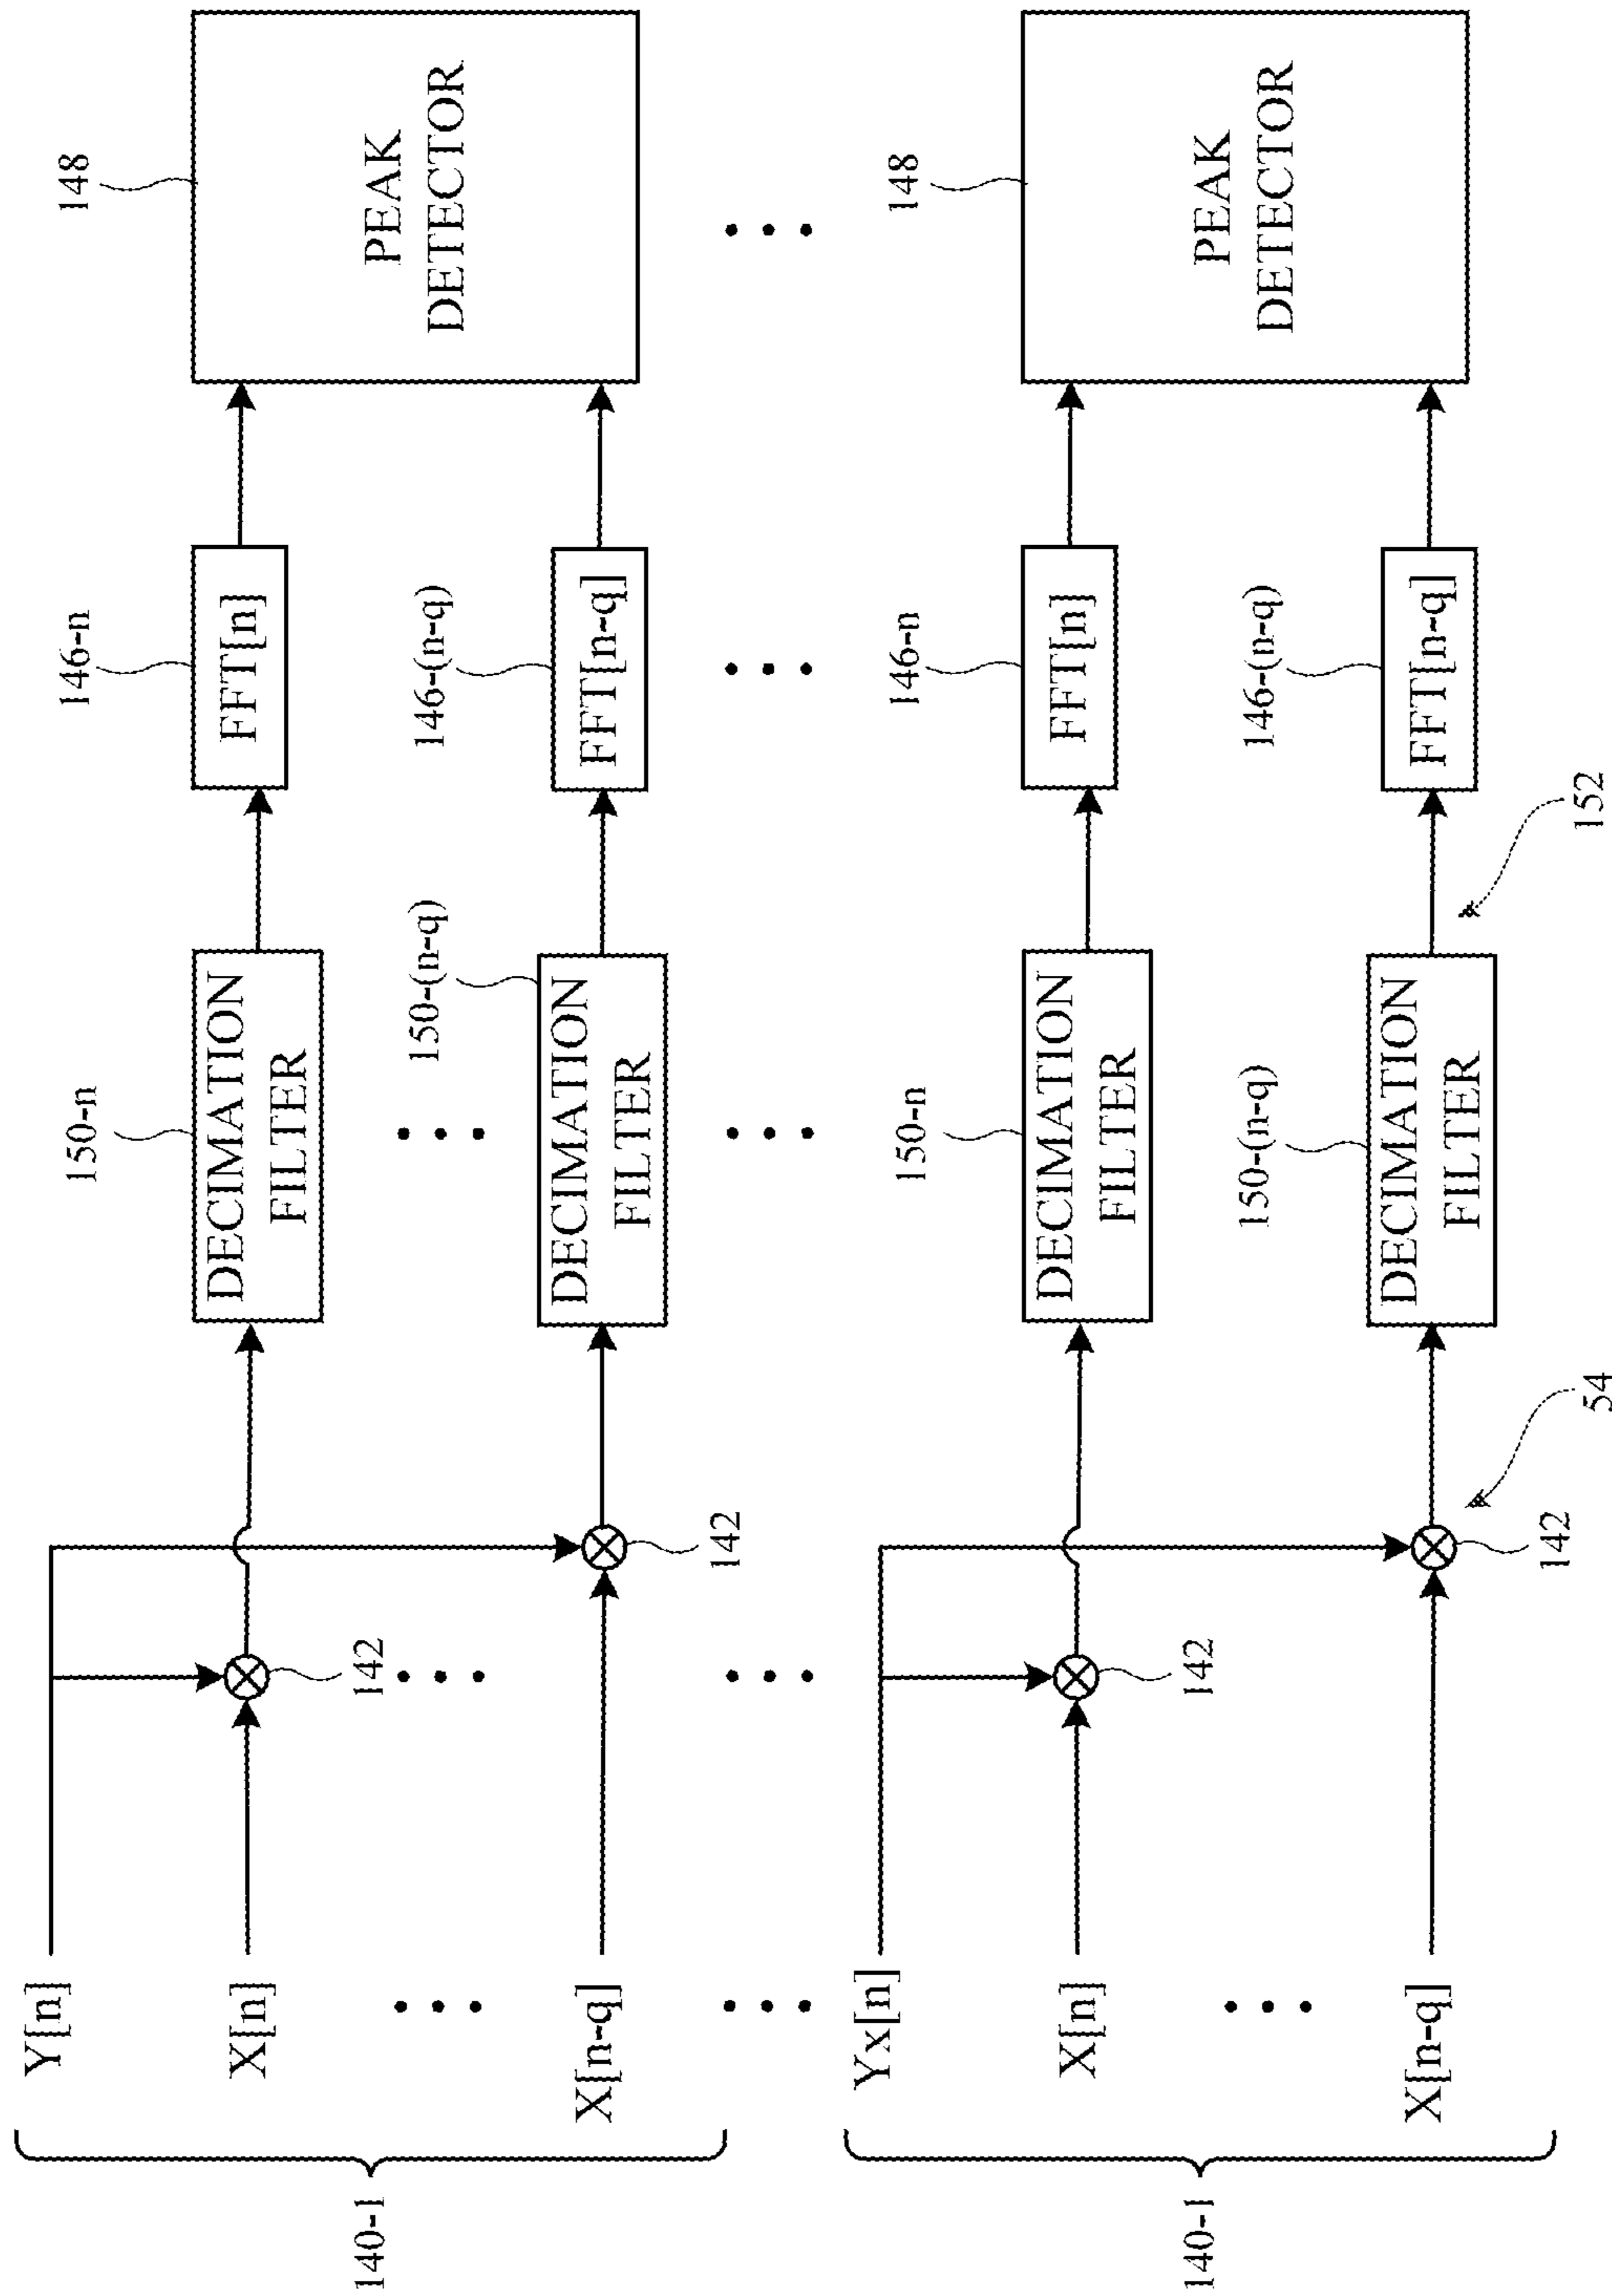 Y[n]
X[n]
X[n-q]
140-1
142
142
150-n
DECIMATION
FILTER
150-(n-q)
DECIMATION
FILTER
146-n
FFT[n]
146-(n-q)
FFT[n-q]
148
PEAK
DETECTOR
Yx[n]
X[n]
X[n-q]
140-1
142
142
54
150-n
DECIMATION
FILTER
150-(n-q)
DECIMATION
FILTER
152
146-n
FFT[n]
146-(n-q)
FFT[n-q]
148
PEAK
DETECTOR